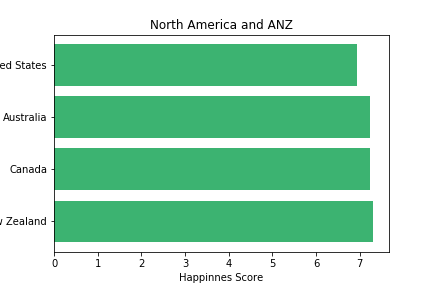 North America and ANZ
ed States
Australia
Canada
Zealand
0 1 2 3 4 5 6 7
Happinnes Score